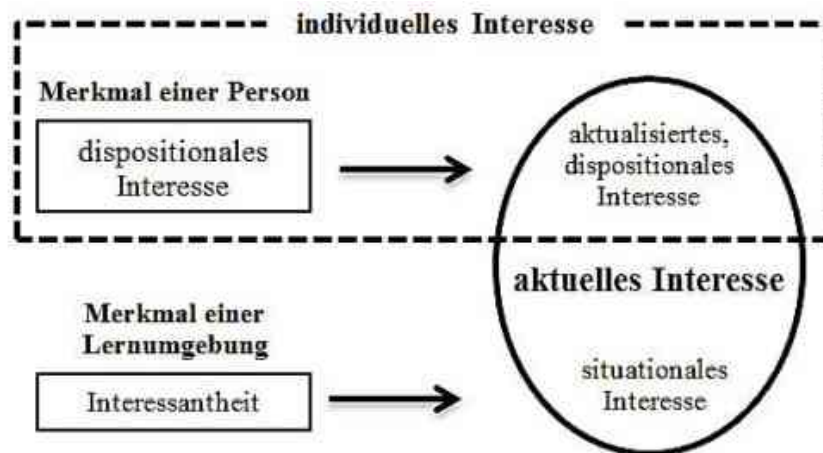 individuelles Interesse
Merkmal einer Person
dispositionales
Interesse
aktualisiertes,
dispositionales
Interesse
aktuelles Interesse
Merkmal einer
Lernumgebung
Interessantheit
situationales
Interesse